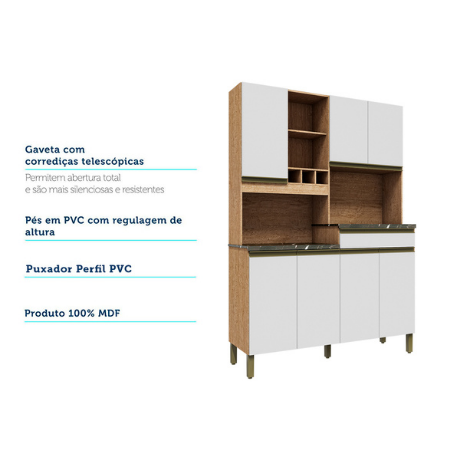 Gaveta com
corrediças telescópicas
Permitem abertura total
e são mais silenciosas e resistentes
Pés em PVC com regulagem de
altura
Puxador Perfil PVC
Produto 100% MDF